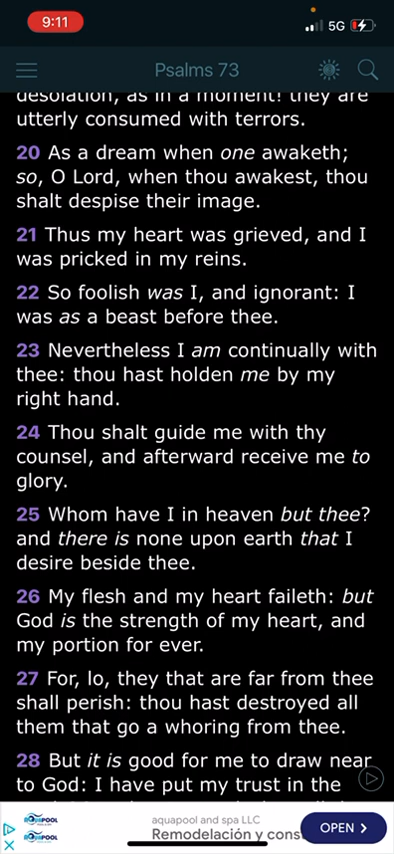 9:11
5G
Psalms 73
desolation, as in a moment! they are
utterly consumed with terrors.
20 As a dream when one awaketh;
so, O Lord, when thou awakest, thou
shalt despise their image.
21 Thus my heart was grieved, and I
was pricked in my reins.
22 So foolish was I, and ignorant: I
was as a beast before thee.
23 Nevertheless I am continually with
thee: thou hast holden me by my
right hand.
24 Thou shalt guide me with thy
counsel, and afterward receive me to
glory.
25 Whom have I in heaven but thee?
and there is none upon earth that I
desire beside thee.
26 My flesh and my heart faileth: but
God is the strength of my heart, and
my portion for ever.
27 For, lo, they that are far from thee
shall perish: thou hast destroyed all
them that go a whoring from thee.
28 But it is good for me to draw near
to God: I have put my trust in the
AQUAPOOL
AQUAPOOL
aquapool and spa LLC
Remodelación y cons
OPEN